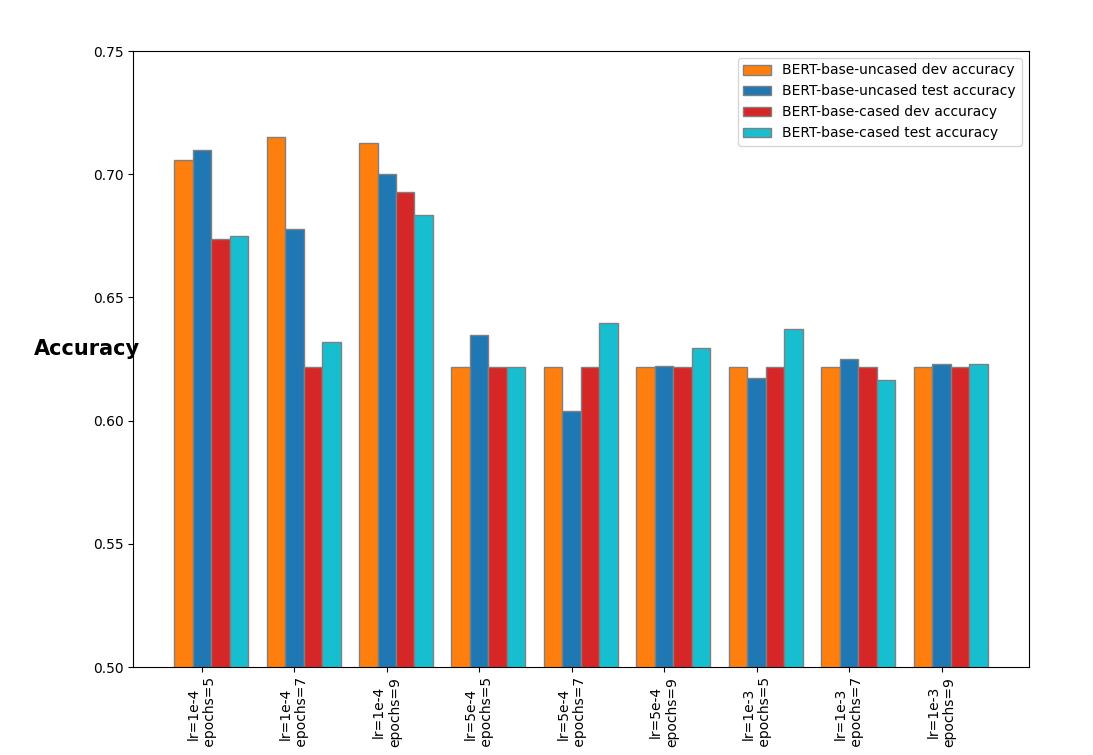 0.75
0.70
0.65
0.60
0.55
0.50
Accuracy
BERT-base-uncased dev accuracy
BERT-base-uncased test accuracy
BERT-base-cased dev accuracy
BERT-base-cased test accuracy
lr=1e-4
epochs=5
lr=1e-4
epochs=7
lr=1e-4
epochs=9
lr=5e-4
epochs=5
lr=5e-4
epochs=7
lr=5e-4
epochs=9
lr=1e-3
epochs=5
lr=1e-3
epochs=7
lr=1e-3
epochs=9